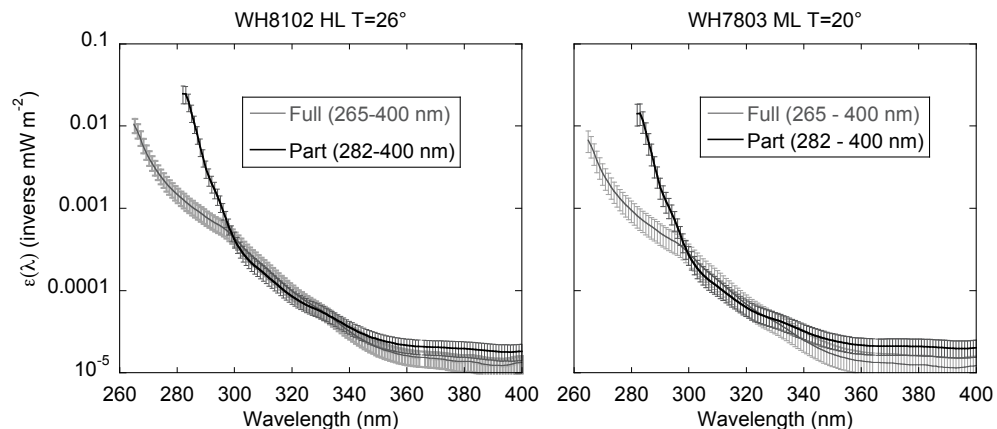 WH8102 HL T=26°
WH7803 ML T=20°
0.1
0.01
0.001
0.0001
10-5
ε(λ) (inverse mW m-2)
Full (265-400 nm)
Part (282-400 nm)
260 280 300 320 340 360 380 400
Wavelength (nm)
Full (265 - 400 nm)
Part (282 - 400 nm)
260 280 300 320 340 360 380 400
Wavelength (nm)